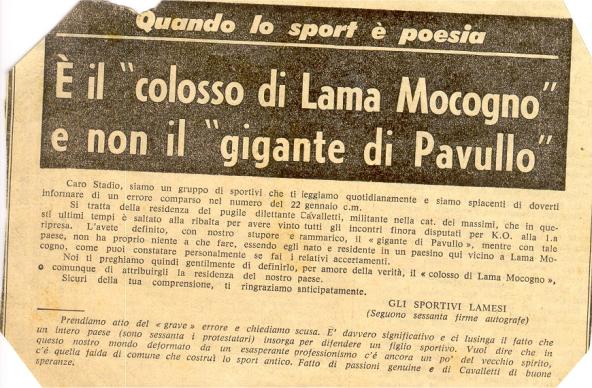 Quando lo sport è poesia
È il "colosso di Lama Mocogno"
e non il "gigante di Pavullo"
Caro Stadio, siamo un gruppo di sportivi che ti leggiamo quotidianamente e siamo spiacenti di doverti
informare di un errore comparso nel numero del 22 gennaio c.m.
Si tratta della residenza del pugile dilettante Cavalletti, militante nella cat. dei massimi, che in que-
sti ultimi tempi è saltato alla ribalta per avere vinto tutti gli incontri finora disputati per K.O. alla 1.a
ripresa. L'avete definito, con nostro stupore e rammarico, il « gigante di Pavullo », mentre con tale
paese, non ha proprio niente a che fare, essendo egli nato e residente in un paesino qui vicino a Lama Mo-
cogno, come puoi constatare personalmente se fai i relativi accertamenti.
Noi ti preghiamo quindi gentilmente di definirlo, per amore della verità, il « colosso di Lama Mocogno »,
o comunque di attribuirgli la residenza del nostro paese.
Sicuri della tua comprensione, ti ringraziamo anticipatamente.
GLI SPORTIVI LAMESI
(Seguono sessanta firme autografe)
Prendiamo atto del « grave » errore e chiediamo scusa. E' davvero significativo e ci lusinga il fatto che
un intero paese (sono sessanta i protestatari) insorga per difendere un figlio sportivo. Vuol dire che in
questo nostro mondo deformato da un esasperante professionismo c'è ancora un po' del vecchio spirito,
c'è quella falda di comune che costruì lo sport antico. Fatto di passioni genuine e di Cavalletti di buone
speranze.